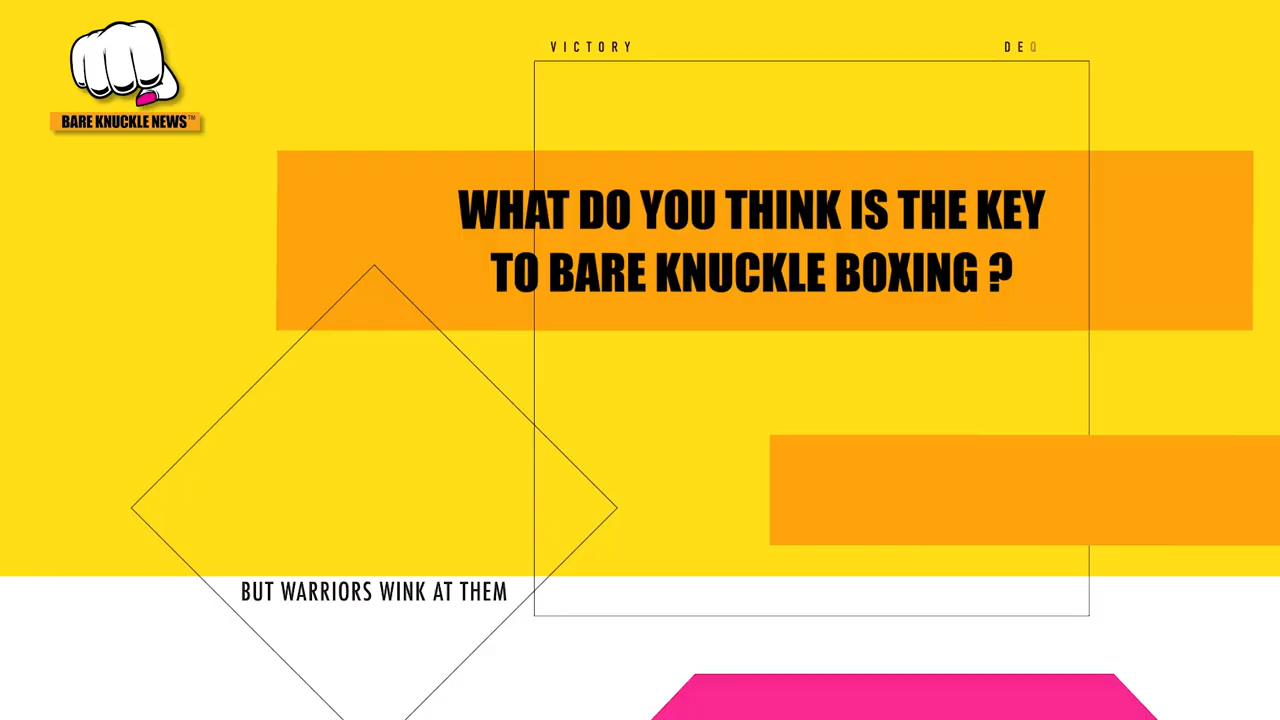 VICTORY DEQ
BARE KNUCKLE NEWS™
WHAT DO YOU THINK IS THE KEY
TO BARE KNUCKLE BOXING ?
BUT WARRIORS WINK AT THEM